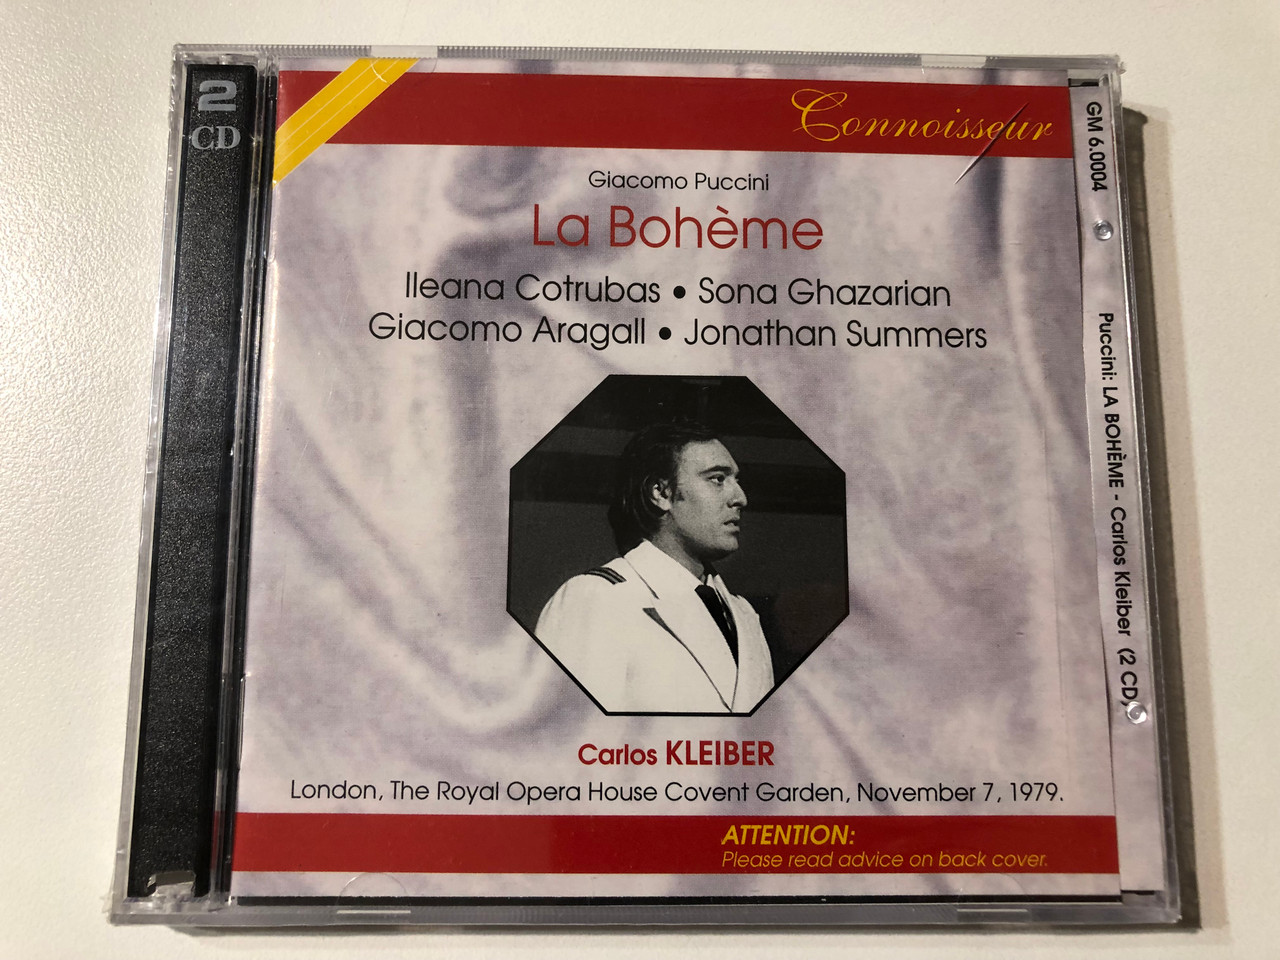 2
CD
Connoisseur
Giacomo Puccini
La Bohème
Ileana Cotrubas • Sona Ghazarian
Giacomo Aragall • Jonathan Summers
Carlos KLEIBER
London, The Royal Opera House Covent Garden, November 7, 1979.
ATTENTION:
Please read advice on back cover.
GM 6.0004 Puccini: LA BOHÈME - Carlos Kleiber (2 CD)